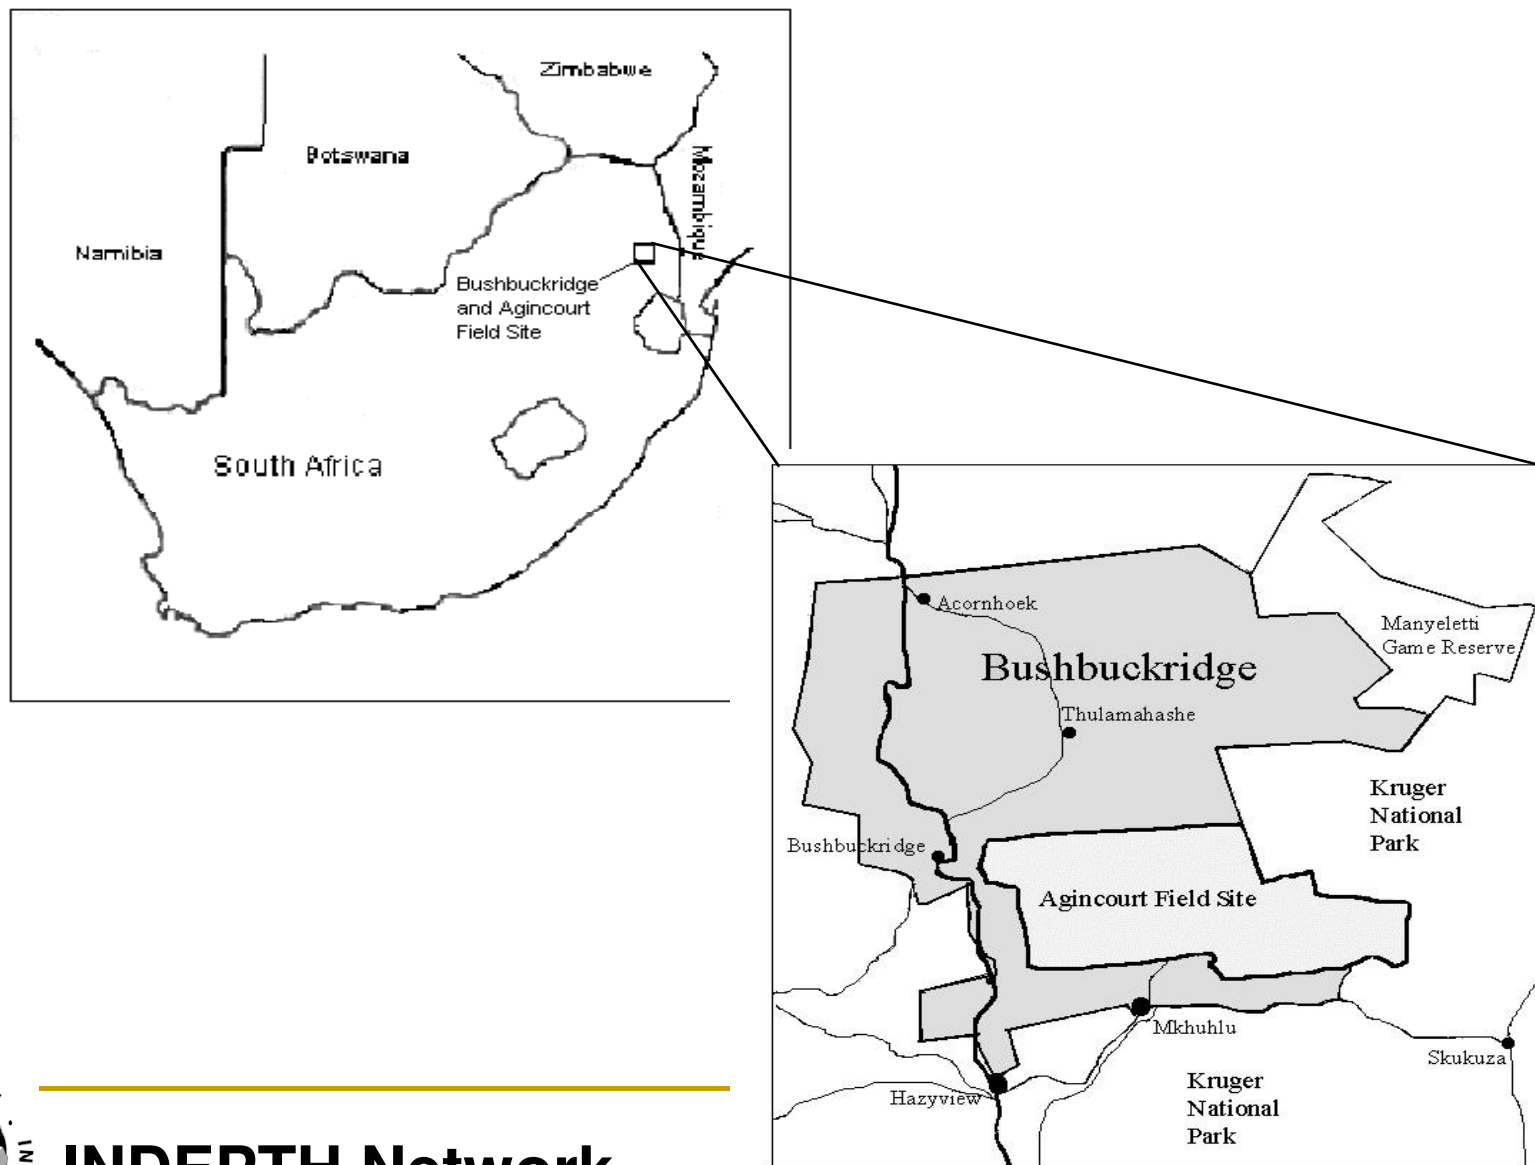 Zimbabwe
Botswana
Mozambique
Namibia
Bushbuckridge
and Agincourt
Field Site
South Africa
Acornhoek
Manyeletti
Game Reserve
Bushbuckridge
Thulamahashe
Kruger
National
Park
Bushbuckridge
Agincourt Field Site
Mkhuhlu
Skukuza
Hazyview
Kruger
National
Park
INDEPTH Network